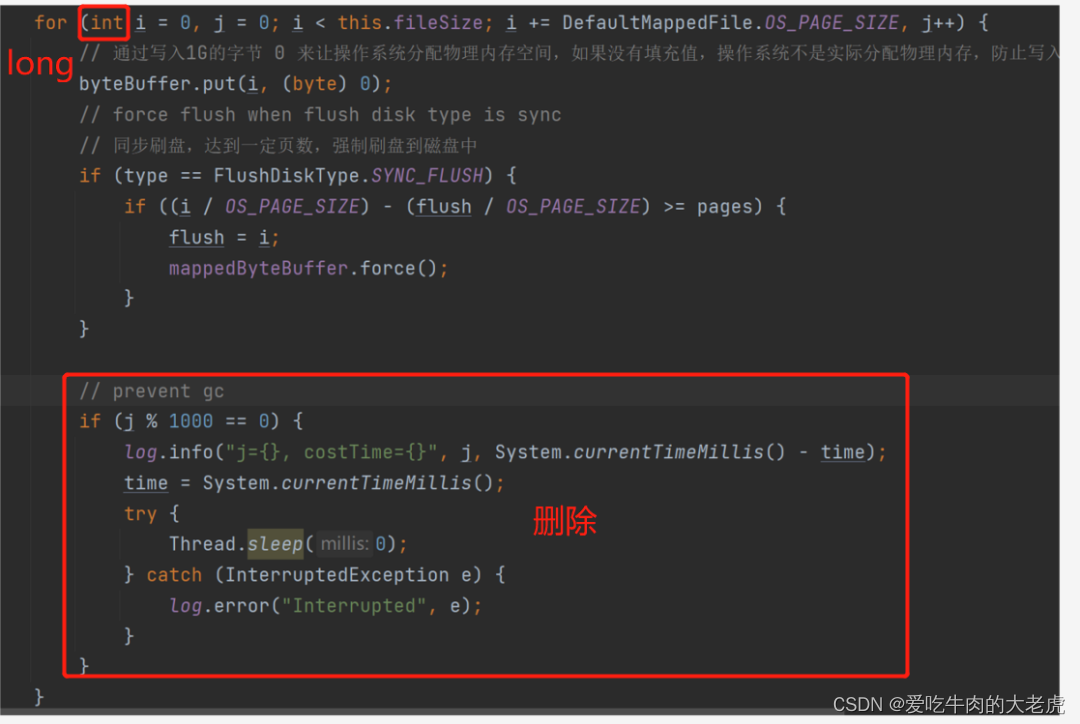 for (int i = 0, j = 0; i < this.fileSize; i += DefaultMappedFile.OS_PAGE_SIZE, j++) {
long
// 通过写入1G的字节 0 来让操作系统分配物理内存空间，如果没有填充值，操作系统不是实际分配物理内存，防止写入
byteBuffer.put(i, (byte) 0);
// force flush when flush disk type is sync
// 同步刷盘，达到一定页数，强制刷盘到磁盘中
if (type == FlushDiskType.SYNC_FLUSH) {
if ((i / OS_PAGE_SIZE) - (flush / OS_PAGE_SIZE) >= pages) {
flush = i;
mappedByteBuffer.force();
}
}
// prevent gc
if (j % 1000 == 0) {
log.info("j={}, costTime={}", j, System.currentTimeMillis() - time);
time = System.currentTimeMillis();
try {
删除
Thread.sleep( millis: 0);
} catch (InterruptedException e) {
log.error("Interrupted", e);
}
}
}
CSDN @爱吃牛肉的大老虎